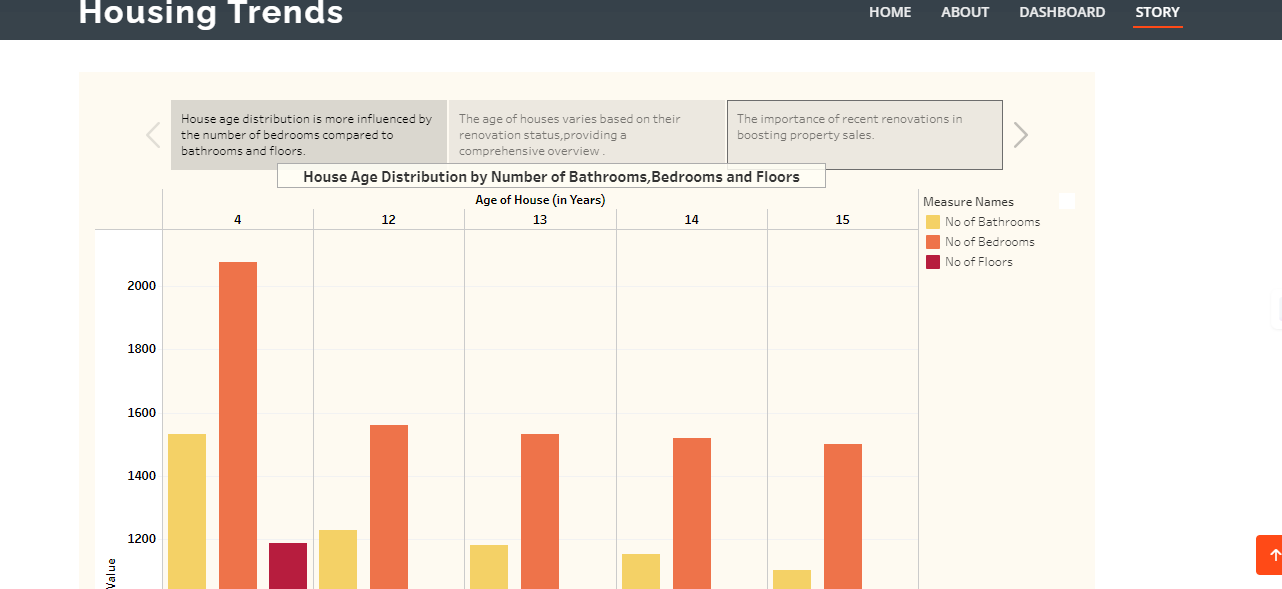 Housing Trends
HOME ABOUT DASHBOARD STORY
House age distribution is more influenced by
the number of bedrooms compared to
bathrooms and floors.
The age of houses varies based on their
renovation status,providing a
comprehensive overview .
The importance of recent renovations in
boosting property sales.
House Age Distribution by Number of Bathrooms,Bedrooms and Floors
Age of House (in Years)
4 12 13 14 15
Measure Names
No of Bathrooms
No of Bedrooms
No of Floors
2000
1800
1600
1400
1200
Value